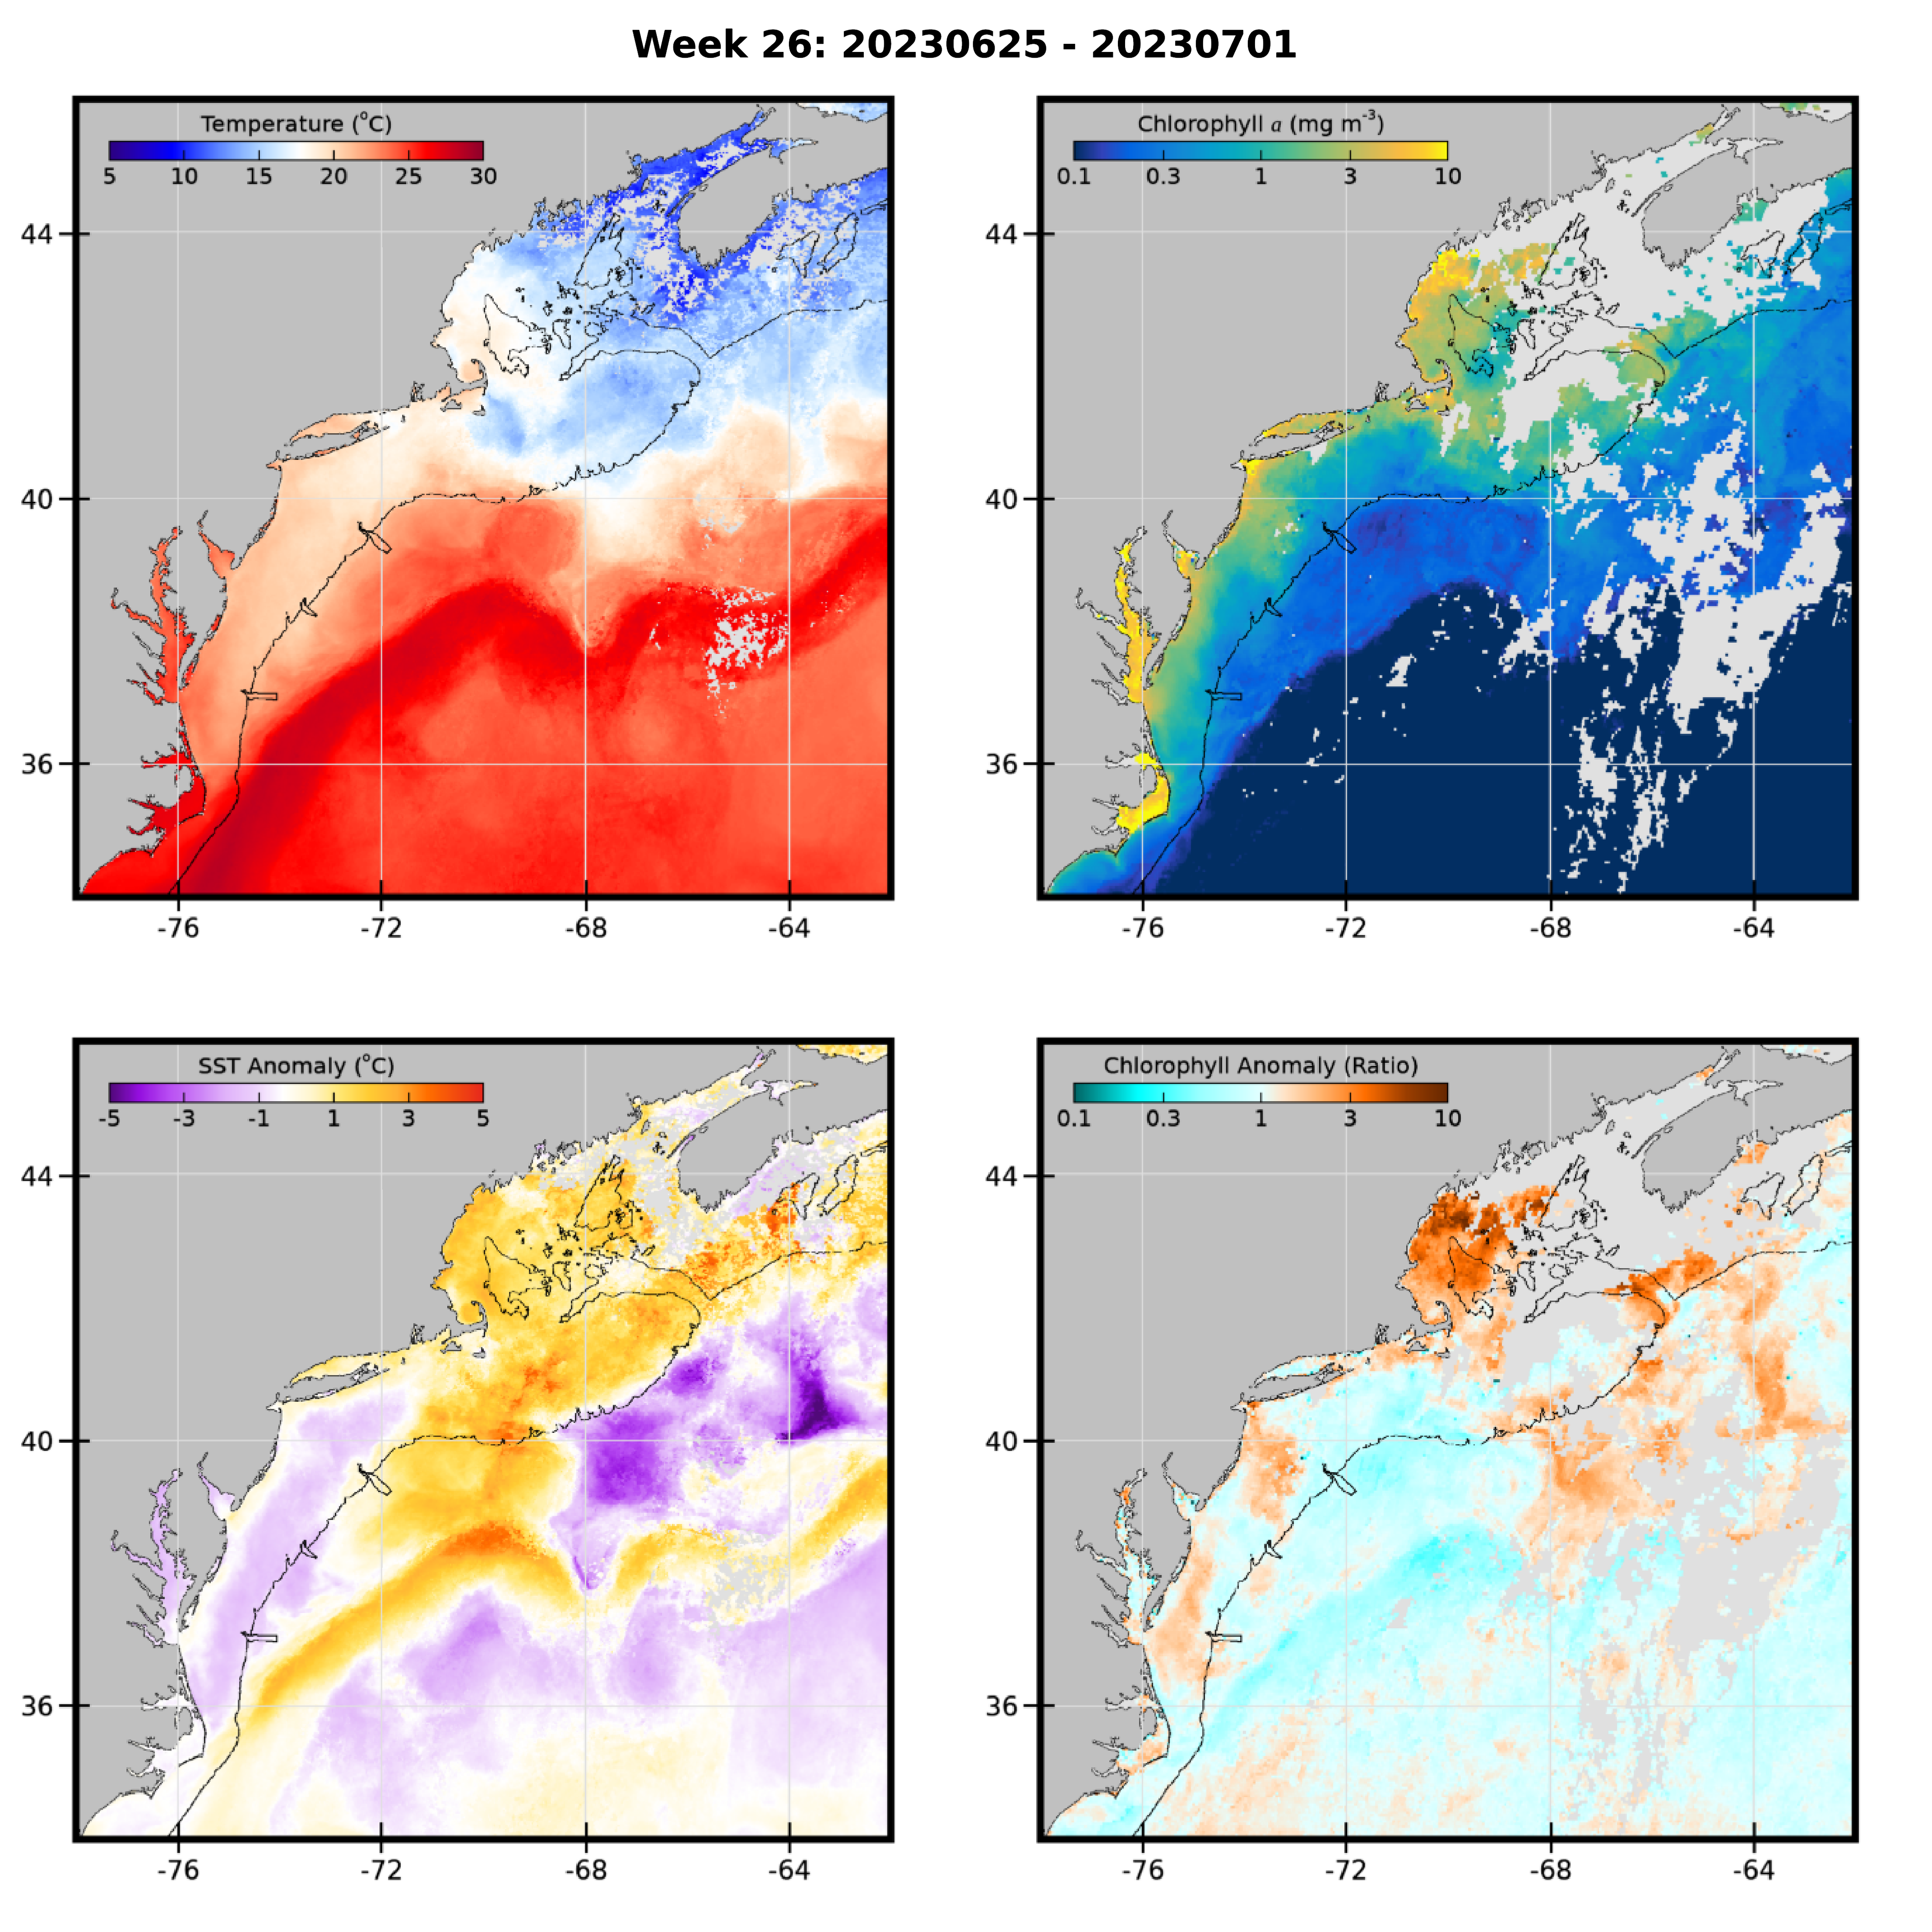 Week 26: 20230625 - 20230701
Temperature (°C)
5 10 15 20 25 30
44
40
36
-76 -72 -68 -64
Chlorophyll a (mg m⁻³)
0.1 0.3 1 3 10
44
40
36
-76 -72 -68 -64
SST Anomaly (°C)
-5 -3 -1 1 3 5
44
40
36
-76 -72 -68 -64
Chlorophyll Anomaly (Ratio)
0.1 0.3 1 3 10
44
40
36
-76 -72 -68 -64